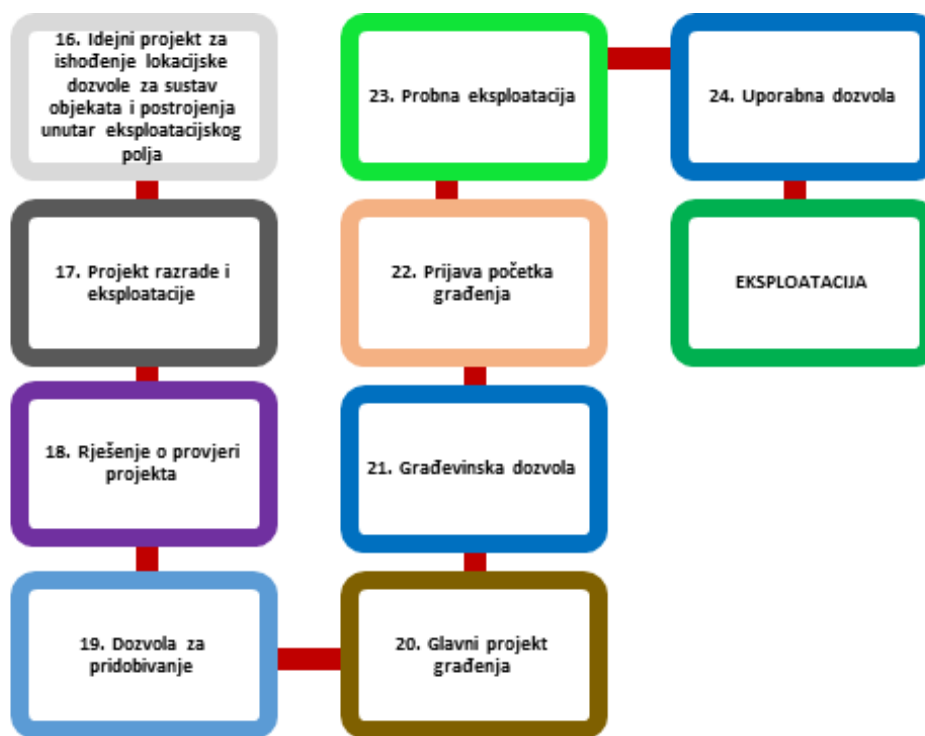 16. Idejni projekt za
ishođenje lokacijske
dozvole za sustav
objekata i postrojenja
unutar eksploatacijskog
polja
17. Projekt razrade i
eksploatacije
18. Rješenje o provjeri
projekta
19. Dozvola za
pridobivanje
20. Glavni projekt
građenja
21. Građevinska dozvola
22. Prijava početka
građenja
23. Probna eksploatacija
24. Uporabna dozvola
EKSPLOATACIJA